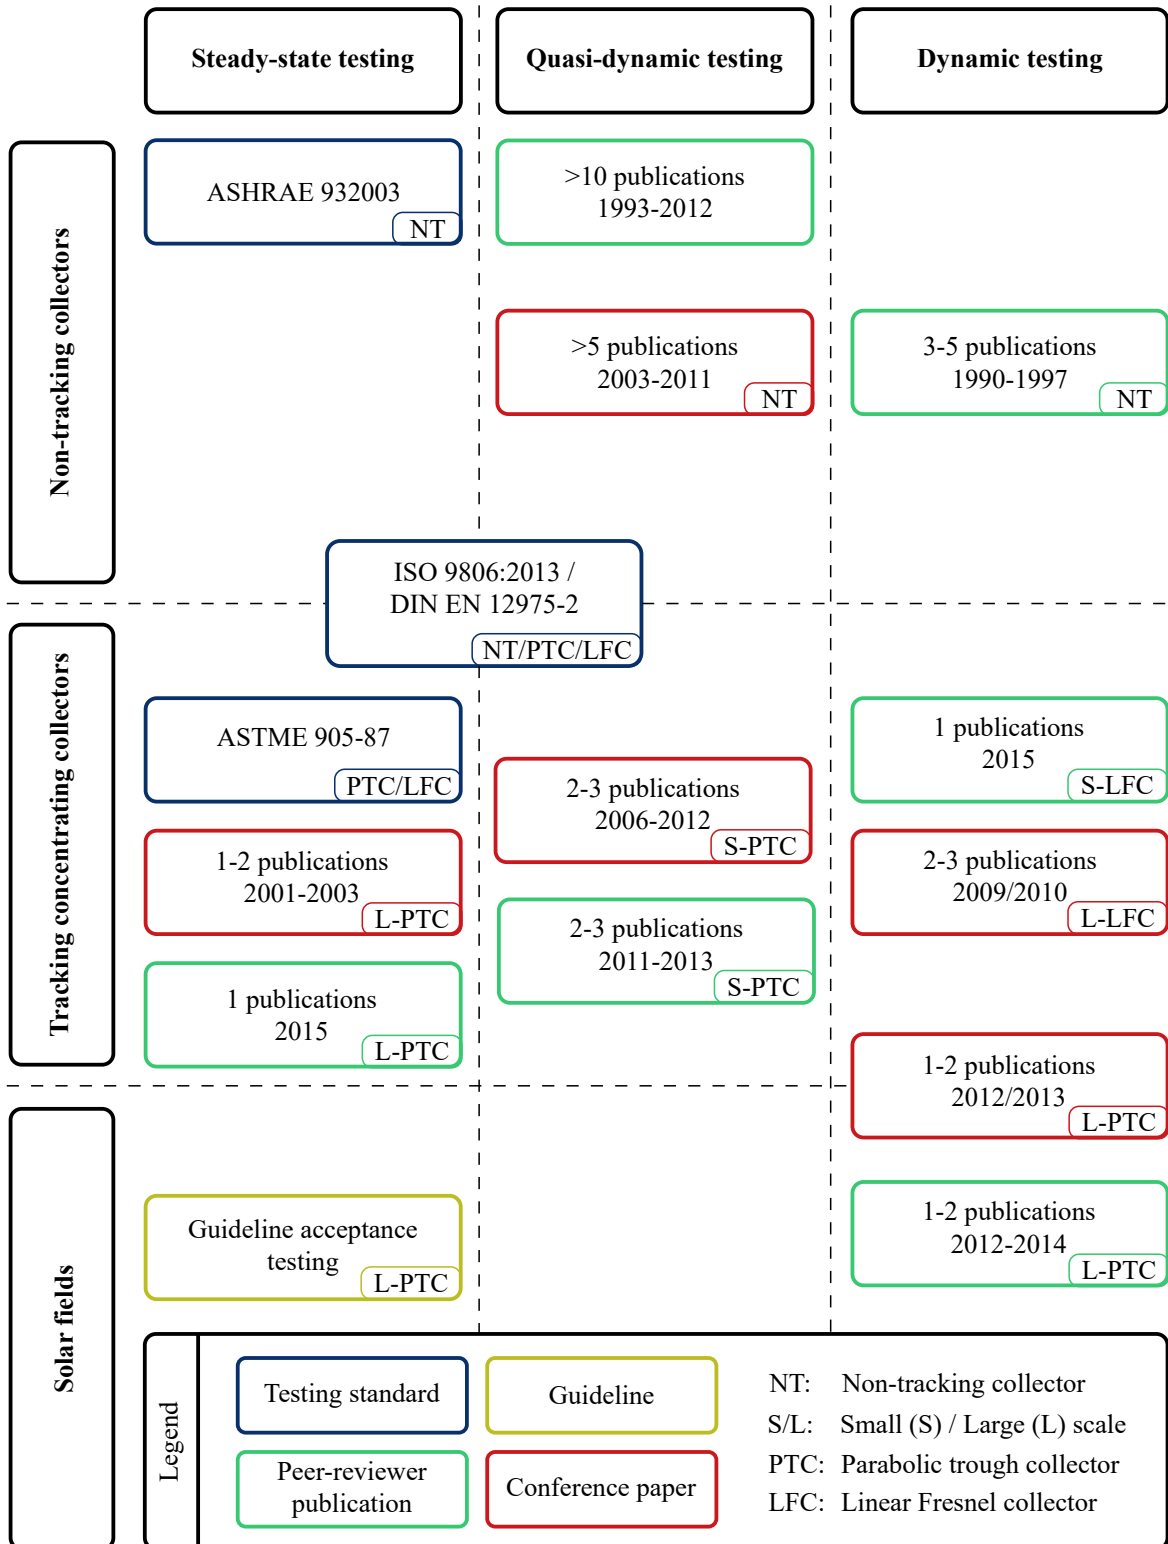 Steady-state testing
Quasi-dynamic testing
Dynamic testing
Non-tracking collectors
ASHRAE 932003
NT
>10 publications
1993-2012
>5 publications
2003-2011
NT
3-5 publications
1990-1997
NT
ISO 9806:2013 /
DIN EN 12975-2
NT/PTC/LFC
Tracking concentrating collectors
ASTME 905-87
PTC/LFC
1-2 publications
2001-2003
L-PTC
1 publications
2015
L-PTC
2-3 publications
2006-2012
S-PTC
2-3 publications
2011-2013
S-PTC
1 publications
2015
S-LFC
2-3 publications
2009/2010
L-LFC
1-2 publications
2012/2013
L-PTC
Solar fields
Guideline acceptance
testing
L-PTC
1-2 publications
2012-2014
L-PTC
Legend
Testing standard
Guideline
Peer-reviewer
publication
Conference paper
NT: Non-tracking collector
S/L: Small (S) / Large (L) scale
PTC: Parabolic trough collector
LFC: Linear Fresnel collector